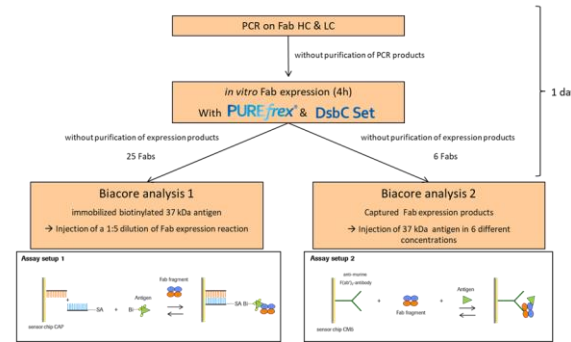 PCR on Fab HC & LC
without purification of PCR products
in vitro Fab expression (4h)
With PUREfrex® & DsbC Set
1 da
without purification of expression products
25 Fabs
without purification of expression products
6 Fabs
Biacore analysis 1
immobilized biotinylated 37 kDa antigen
→ Injection of a 1:5 dilution of Fab expression reaction
Biacore analysis 2
Captured Fab expression products
→ Injection of 37 kDa antigen in 6 different
concentrations
Assay setup 1
Fab fragment
Antigen
+
SA
+
Bi
SA Bi
sensor chip CAP
Assay setup 2
anti-murine
F(ab')₂ antibody
Antigen
+
+
Fab fragment
sensor chip CM5